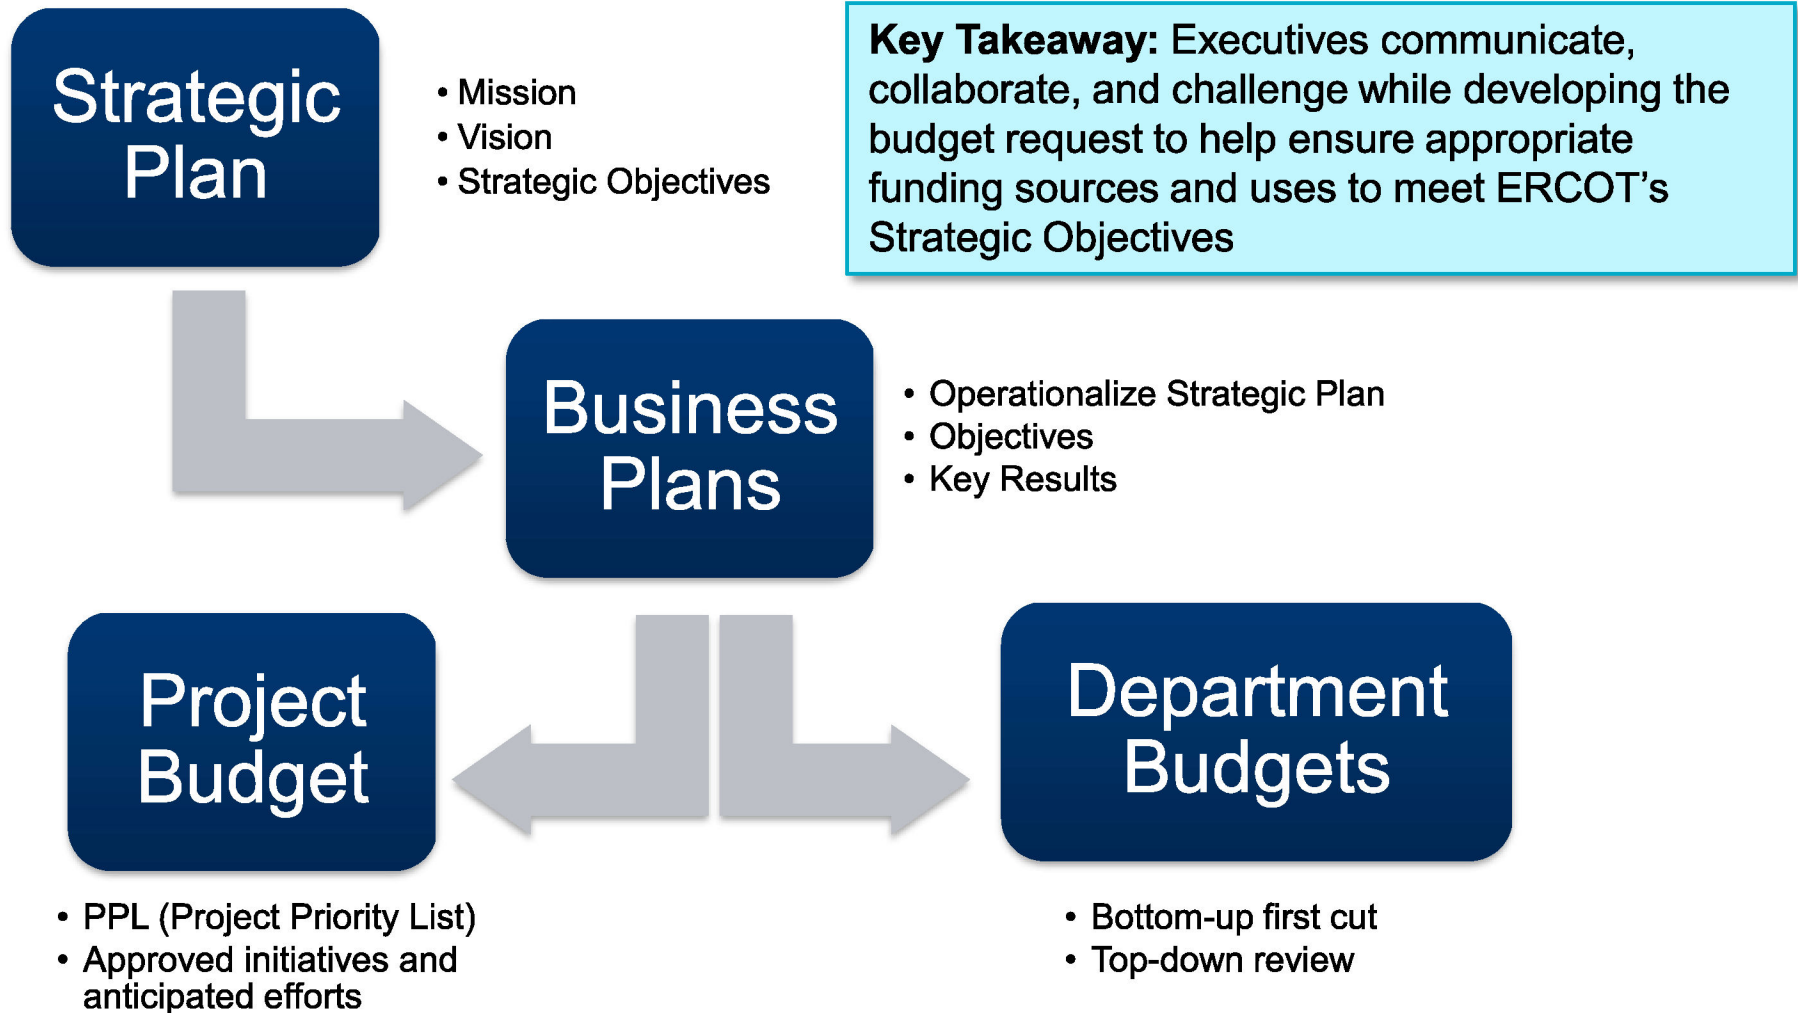 Strategic
Plan
• Mission
• Vision
• Strategic Objectives
Key Takeaway: Executives communicate,
collaborate, and challenge while developing the
budget request to help ensure appropriate
funding sources and uses to meet ERCOT’s
Strategic Objectives
Business
Plans
• Operationalize Strategic Plan
• Objectives
• Key Results
Project
Budget
• PPL (Project Priority List)
• Approved initiatives and
anticipated efforts
Department
Budgets
• Bottom-up first cut
• Top-down review